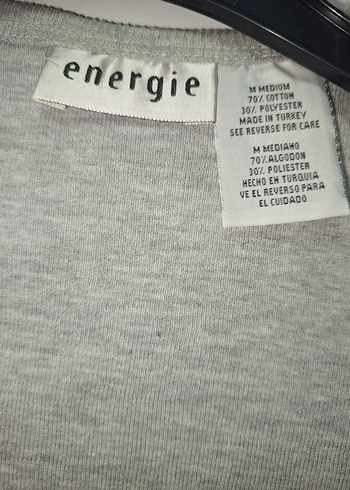 energie
M MEDIUM
70% COTTON
30% POLYESTER
MADE IN TURKEY
SEE REVERSE FOR CARE
M MEDIANO
70% ALGODON
30% POLIESTER
HECHO EN TURQUIA
VE EL REVERSO PARA
EL CUIDADO